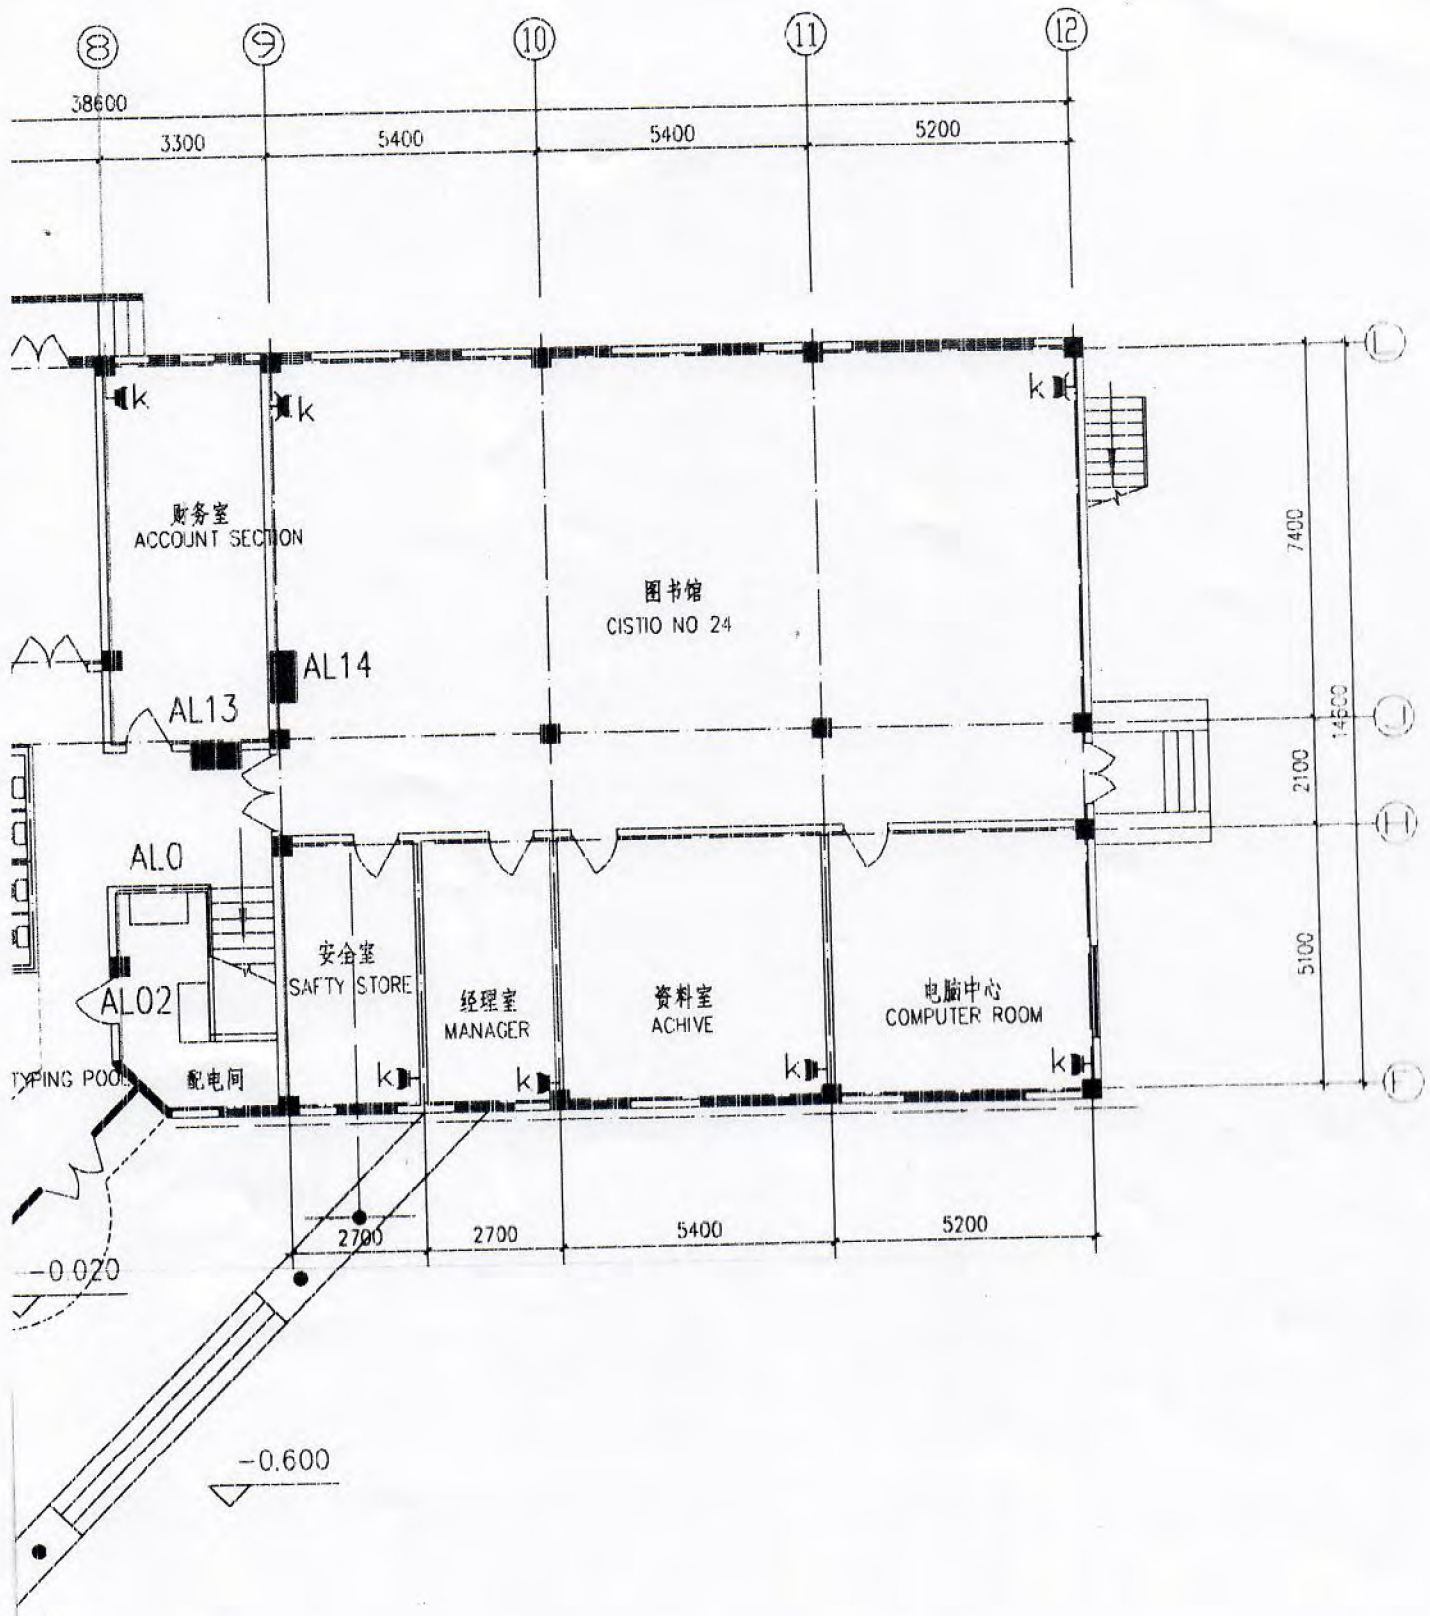 8 9 10 11 12
38600
3300 5400 5400 5200
L
k k k
财务室
ACCOUNT SECTION
7400
图书馆
CISTIO NO 24
AL14
AL13
J
14600
2100
H
AL0
安全室
SAFTY STORE
经理室
MANAGER
资料室
ACHIVE
电脑中心
COMPUTER ROOM
5100
AL02
TYPING POOL
配电间
k k k k
F
2700 2700 5400 5200
-0.020
-0.600